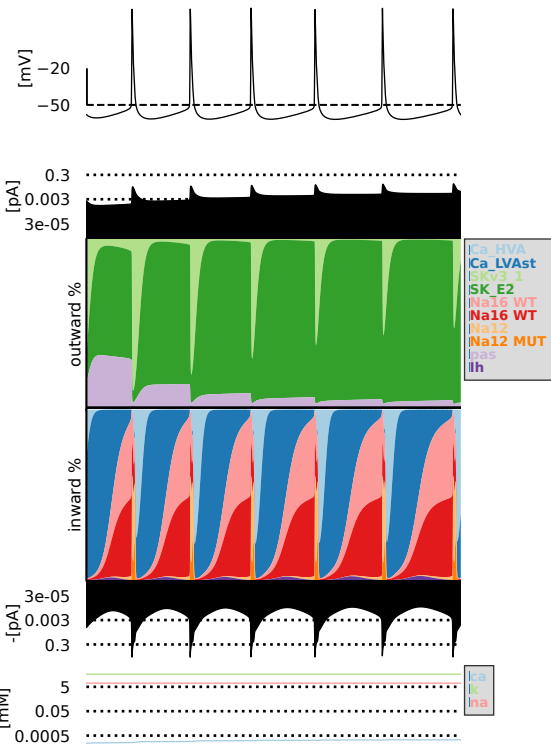 [mV]
−20
−50
[pA]
0.3
0.003
3e-05
outward %
Ca_HVA
Ca_LVAst
SKv3_1
SK_E2
Na16 WT
Na16 WT
Na12
Na12 MUT
pas
Ih
inward %
-[pA]
3e-05
0.003
0.3
[mM]
5
0.05
0.0005
ca
k
na